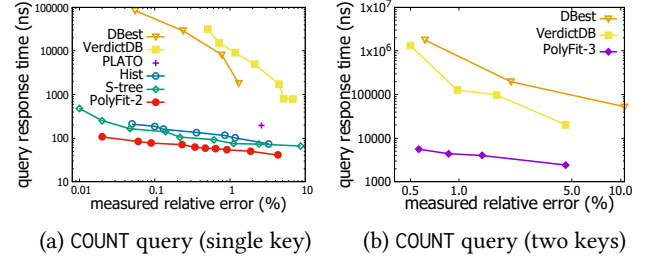 query response time (ns)
100000
10000
1000
100
10
DBest
VerdictDB
PLATO
Hist
S-tree
PolyFit-2
0.01
0.1
1
10
measured relative error (%)
(a) COUNT query (single key)
query response time (ns)
1x10⁷
1x10⁶
100000
10000
1000
DBest
VerdictDB
PolyFit-3
0.5
1.0
5.0
10.0
measured relative error (%)
(b) COUNT query (two keys)